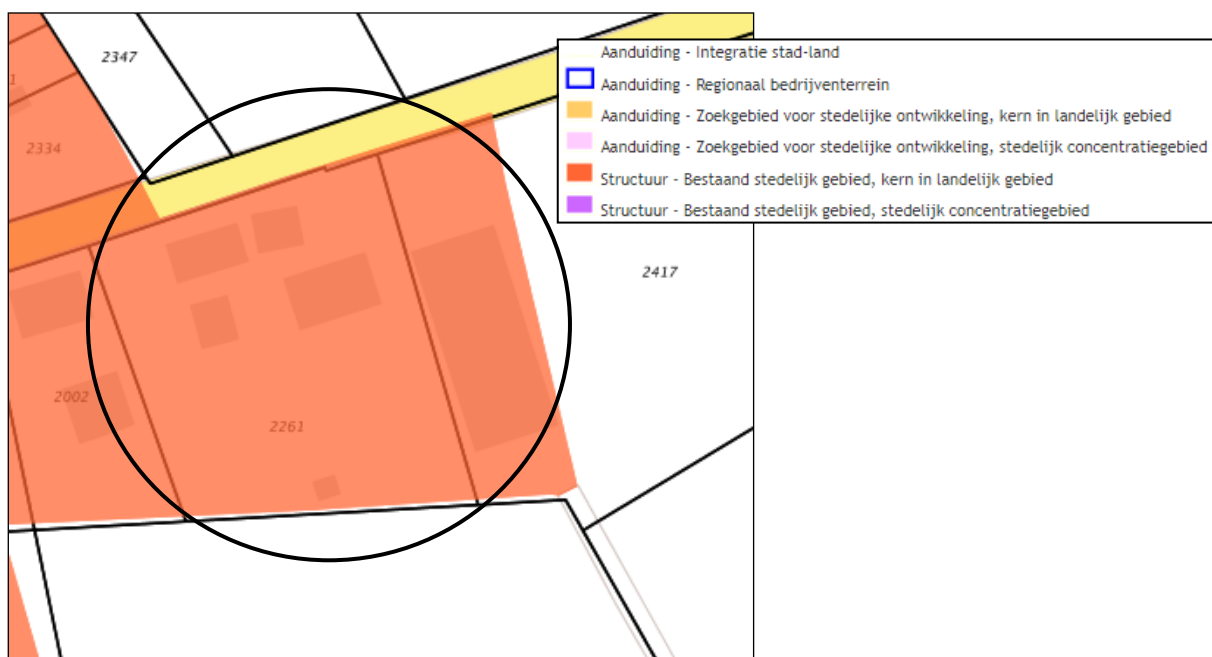 2347
Aanduiding - Integratie stad-land
Aanduiding - Regionaal bedrijventerrein
Aanduiding - Zoekgebied voor stedelijke ontwikkeling, kern in landelijk gebied
Aanduiding - Zoekgebied voor stedelijke ontwikkeling, stedelijk concentratiegebied
Structuur - Bestaand stedelijk gebied, kern in landelijk gebied
Structuur - Bestaand stedelijk gebied, stedelijk concentratiegebied
2334
2417
2002
2261